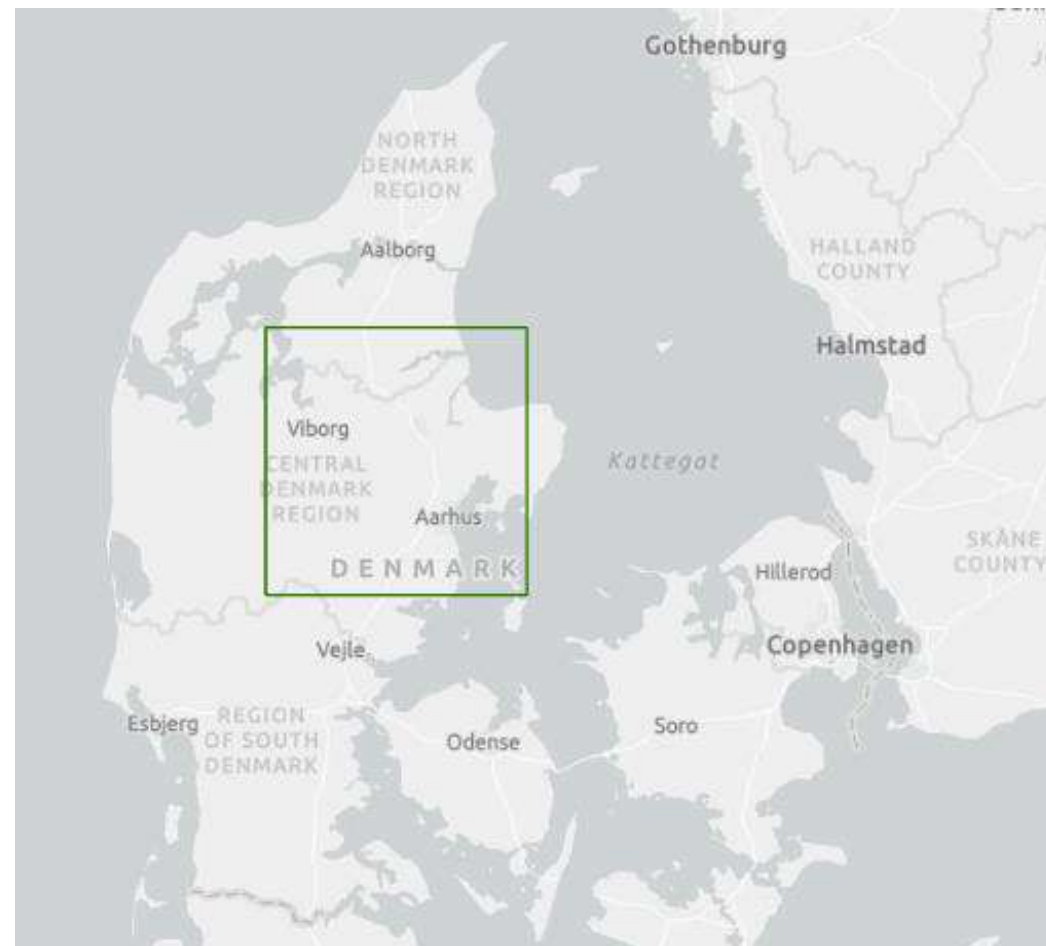 Gothenburg
NORTH
DENMARK
REGION
Aalborg
HALLAND
COUNTY
Halmstad
Viborg
CENTRAL
DENMARK
REGION
Kattegat
Aarhus
SKÅNE
COUNTY
DENMARK
Hillerod
Vejle
Copenhagen
Esbjerg
REGION
OF SOUTH
DENMARK
Odense
Soro